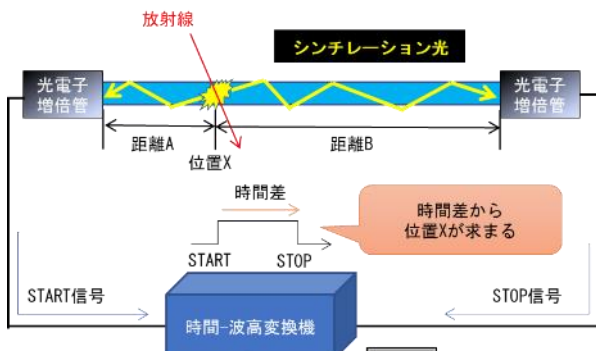 放射線
シンチレーション光
光電子
増倍管
光電子
増倍管
距離A
距離B
位置X
時間差
時間差から
位置Xが求まる
START
STOP
START信号
STOP信号
時間-波高変換機